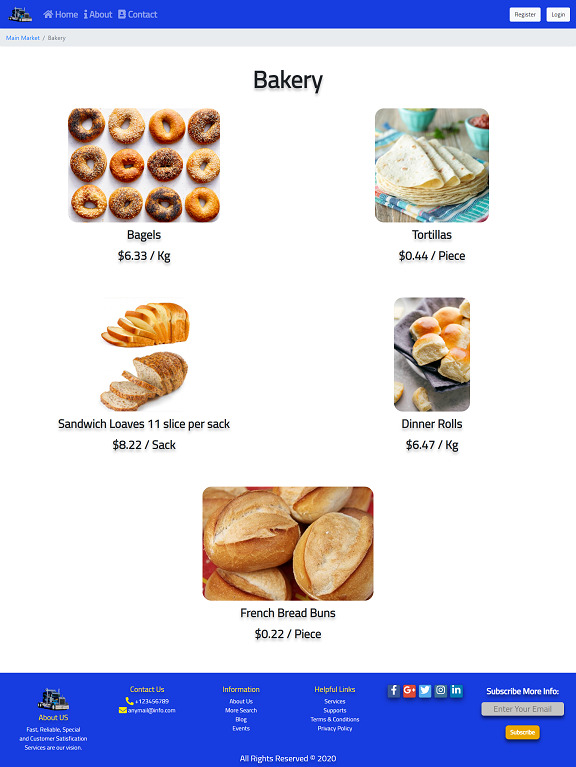 Home About Contact Register Login
Main Market / Bakery
Bakery
Bagels
$6.33 / Kg
Tortillas
$0.44 / Piece
Sandwich Loaves 11 slice per sack
$8.22 / Sack
Dinner Rolls
$6.47 / Kg
French Bread Buns
$0.22 / Piece
About US
Fast, Reliable, Special
and Customer Satisfication
Services are our vision.
Contact Us
+123456789
anymail@info.com
Information
About Us
More Search
Blog
Events
Helpful Links
Services
Supports
Terms & Conditions
Privacy Policy
Subscribe More Info:
Enter Your Email
Subscribe
All Rights Reserved © 2020